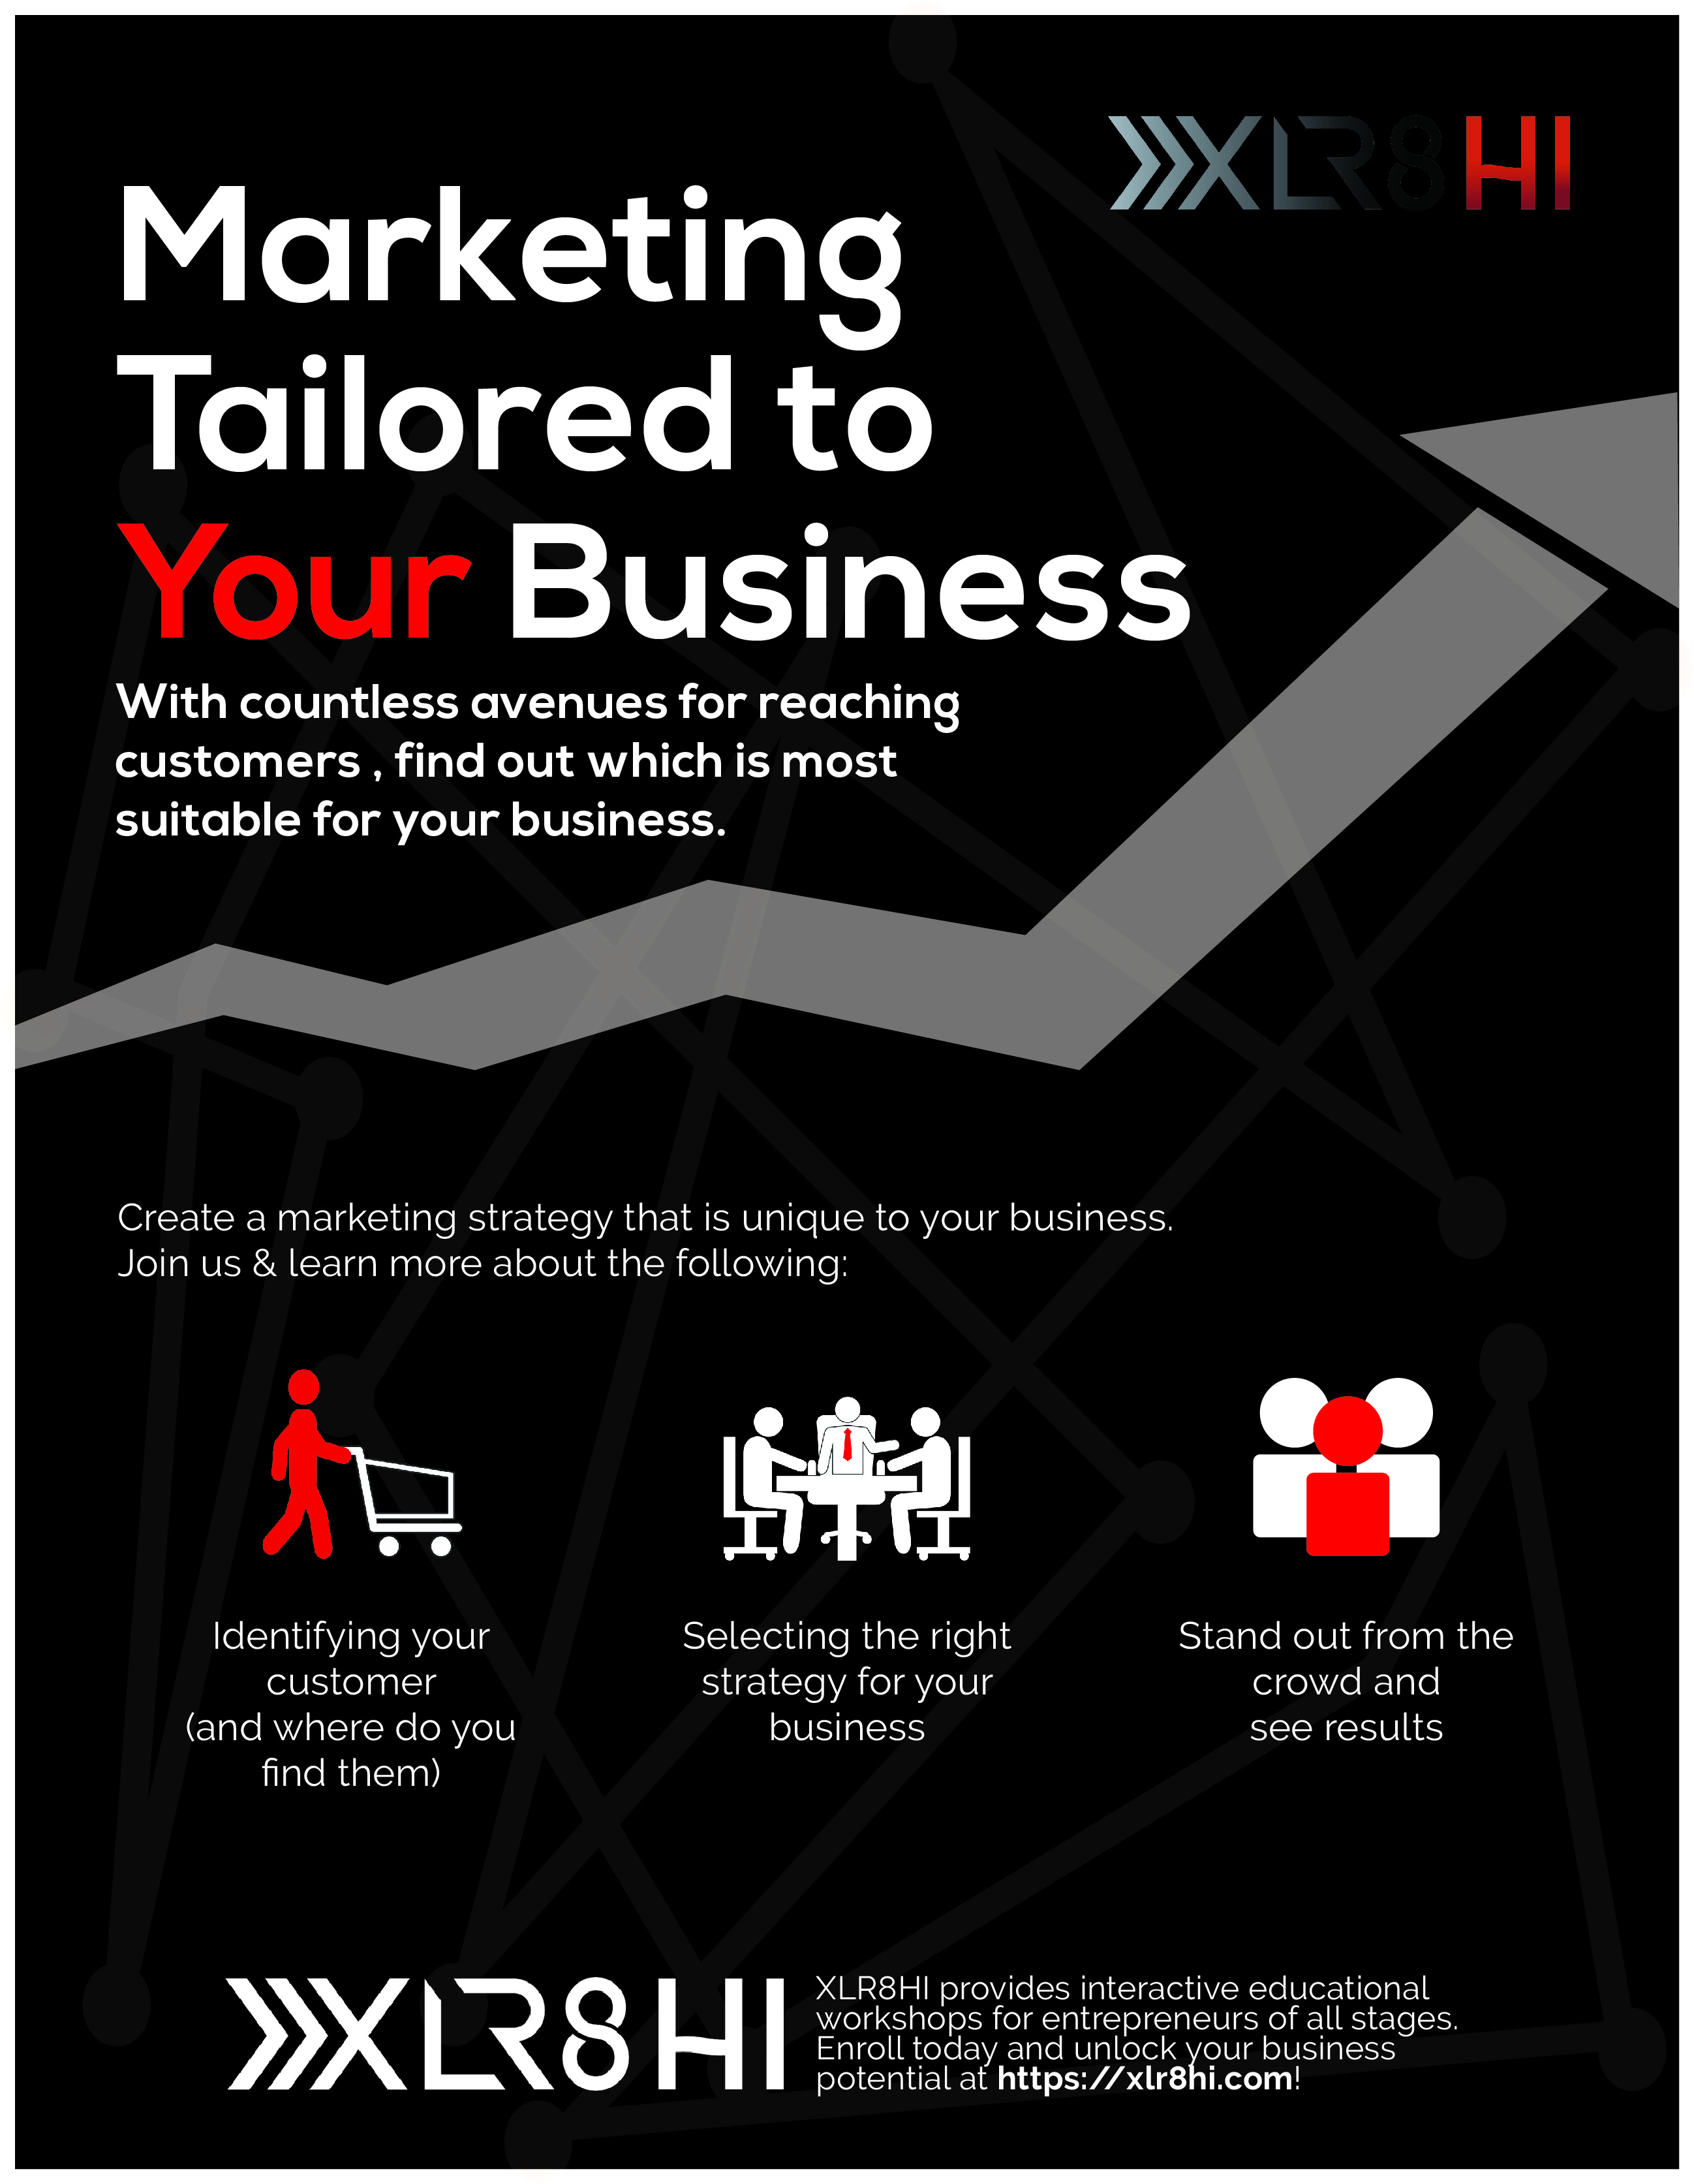 XLR8HI
Marketing
Tailored to
Your Business
With countless avenues for reaching
customers , find out which is most
suitable for your business.
Create a marketing strategy that is unique to your business.
Join us & learn more about the following:
Identifying your
customer
(and where do you
find them)
Selecting the right
strategy for your
business
Stand out from the
crowd and
see results
XLR8HI
XLR8HI provides interactive educational
workshops for entrepreneurs of all stages.
Enroll today and unlock your business
potential at https://xlr8hi.com!